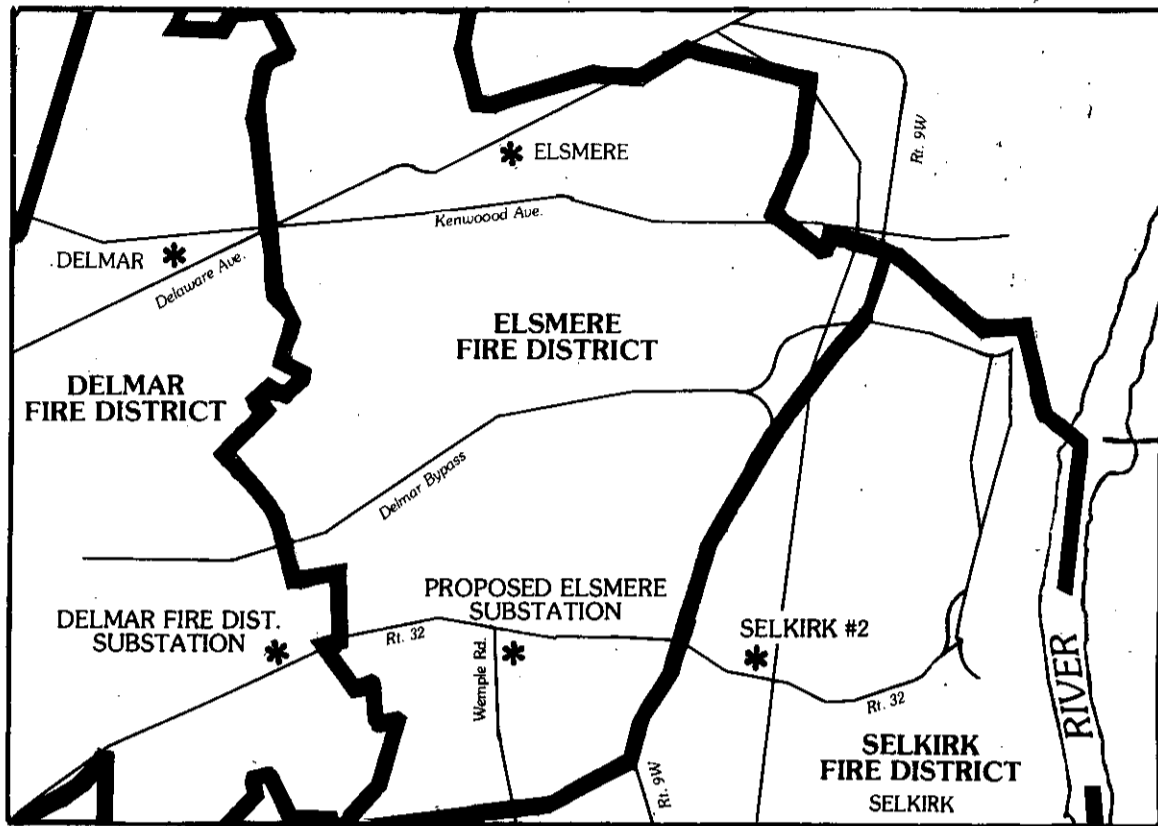 Rt. 9W
ELSMERE
Kenwoood Ave.
DELMAR
Delaware Ave.
ELSMERE
FIRE DISTRICT
DELMAR
FIRE DISTRICT
Delmar Bypass
PROPOSED ELSMERE
SUBSTATION
DELMAR FIRE DIST.
SUBSTATION
Rt. 32
Wemple Rd.
SELKIRK #2
RIVER
Rt. 32
SELKIRK
FIRE DISTRICT
SELKIRK
Rt. 9W